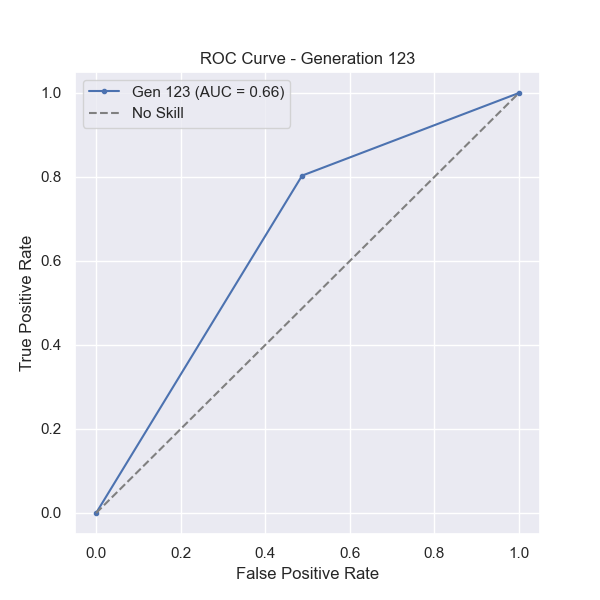 ROC Curve - Generation 123
Gen 123 (AUC = 0.66)
No Skill
1.0
0.8
0.6
0.4
0.2
0.0
True Positive Rate
0.0 0.2 0.4 0.6 0.8 1.0
False Positive Rate